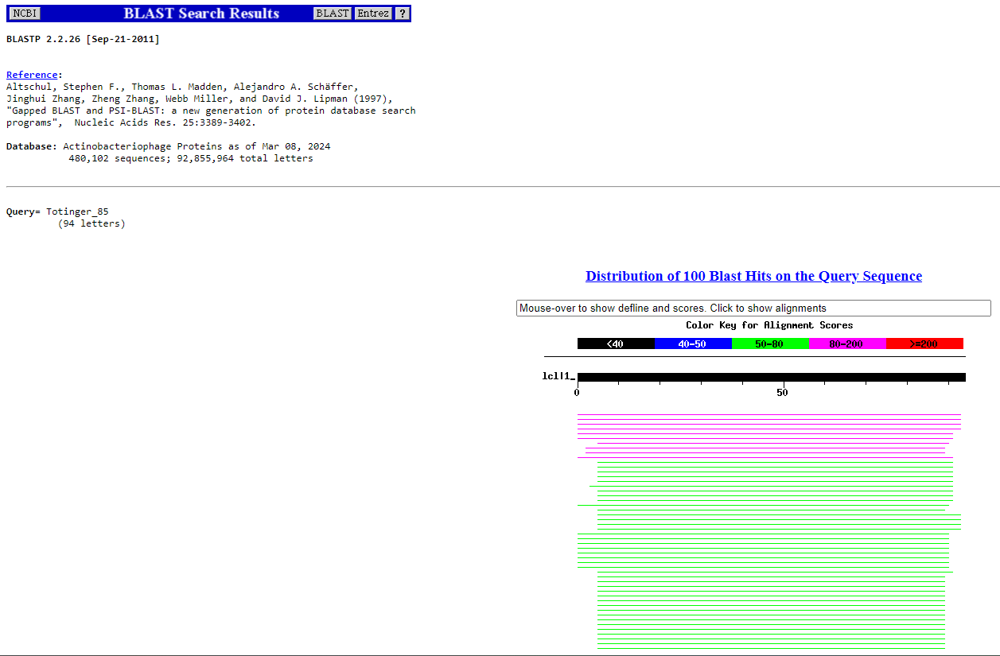 NCBI BLAST Search Results BLAST Entrez ?
BLASTP 2.2.26 [Sep-21-2011]
Reference:
Altschul, Stephen F., Thomas L. Madden, Alejandro A. Schäffer,
Jinghui Zhang, Zheng Zhang, Webb Miller, and David J. Lipman (1997),
"Gapped BLAST and PSI-BLAST: a new generation of protein database search
programs", Nucleic Acids Res. 25:3389-3402.
Database: Actinobacteriophage Proteins as of Mar 08, 2024
480,102 sequences; 92,855,964 total letters
Query= Totinger_85
(94 letters)
Distribution of 100 Blast Hits on the Query Sequence
Mouse-over to show defline and scores. Click to show alignments
Color Key for Alignment Scores
<40 40-50 50-80 80-200 >=200
lcl|1_
0 50